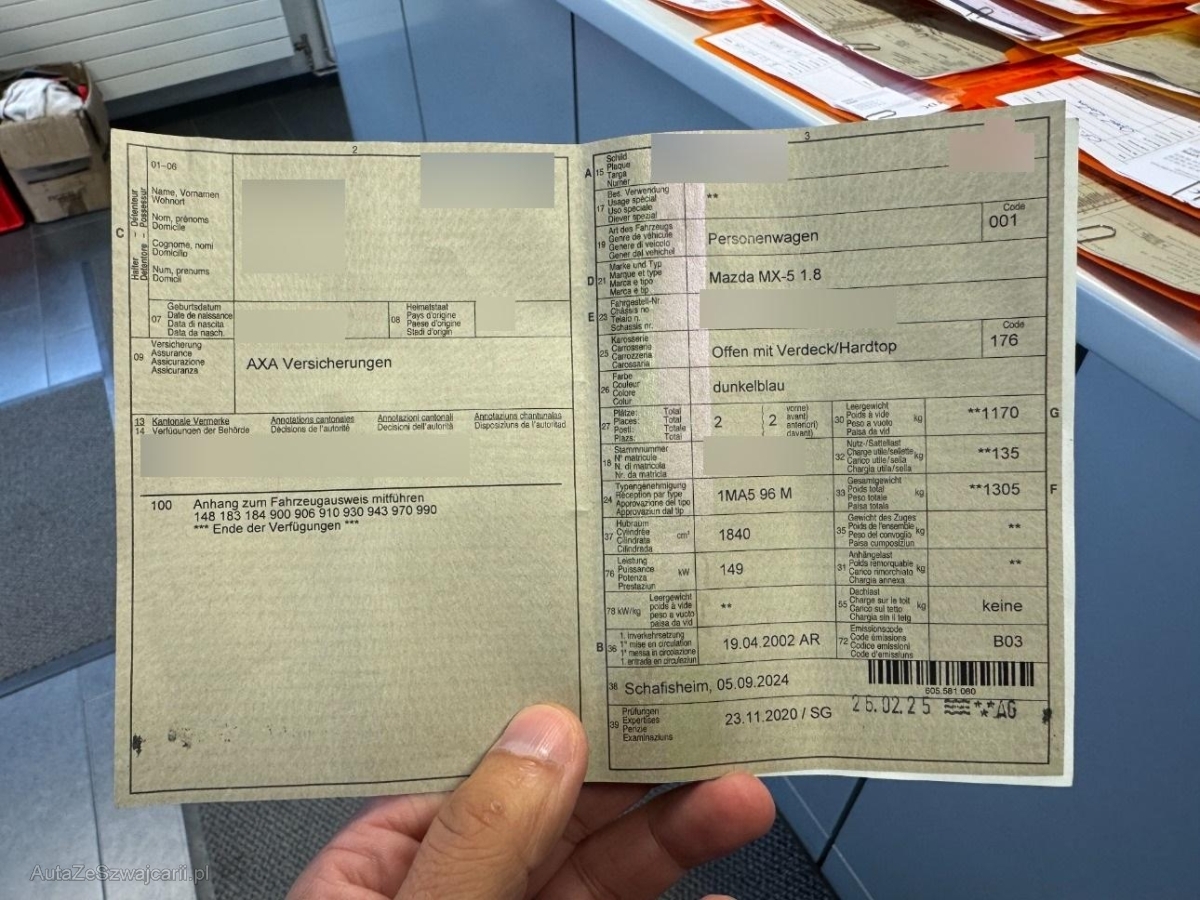 2
01-06
C
Halter – Détenteur
Detentore – Possessur
Name, Vornamen
Wohnort
Nom, prénoms
Domicile
Cognome, nomi
Domicilio
Num, prenums
Domicil
07
Geburtsdatum
Date de naissance
Data di nascita
Data da nasch.
08
Heimatstaat
Pays d'origine
Paese d'origine
Stadi d'origin
09
Versicherung
Assurance
Assicurazione
Assicuranza
AXA Versicherungen
13 Kantonale Vermerke Annotations cantonales Annotazioni cantonali Annotaziuns chantunalas
14 Verfügungen der Behörde Décisions de l'autorité Decisioni dell'autorità Disposiziuns de l'autoritad
100 Anhang zum Fahrzeugausweis mitführen
148 183 184 900 906 910 930 943 970 990
*** Ende der Verfügungen ***
3
A 15
Schild
Plaque
Targa
Numer
17
Bes. Verwendung
Usage spécial
Uso speciale
Diever spezial
**
19
Art des Fahrzeugs
Genre de véhicule
Genere di veicolo
Gener dal vehichel
Personenwagen
Code
001
D 21
Marke und Typ
Marque et type
Marca e tipo
Marca e tip
Mazda MX-5 1.8
E 23
Fahrgestell-Nr.
Châssis no
Telaio n.
Schassis nr.
25
Karosserie
Carrosserie
Carrozzeria
Carossaria
Offen mit Verdeck/Hardtop
Code
176
26
Farbe
Couleur
Colore
Colur
dunkelblau
27
Plätze: Total
Places: Total
Posti: Totale
Plazs: Total
2
2
vorne)
avant)
anteriori)
davant)
30
Leergewicht
Poids à vide
Peso a vuoto
Paisa da vid
kg
**1170
G
18
Stammnummer
N° matricule
N. di matricola
Nr. da matricla
32
Nutz-/Sattellast
Charge utile/sellette
Carico utile/sella
Chargia utila/sella
kg
**135
24
Typengenehmigung
Réception par type
Approvazione del tipo
Approvaziun dal tip
1MA5 96 M
33
Gesamtgewicht
Poids total
Peso totale
Paisa totala
kg
**1305
F
37
Hubraum
Cylindrée
Cilindrata
Cilindrada
cm³
1840
35
Gewicht des Zuges
Poids de l'ensemble
Peso del convoglio
Paisa cumposiziun
kg
**
76
Leistung
Puissance
Potenza
Prestaziun
kW
149
31
Anhängelast
Poids remorquable
Carico rimorchiato
Chargia annexa
kg
**
78 kW/kg
Leergewicht
poids à vide
peso a vuoto
paisa da vid
**
55
Dachlast
Charge sur le toit
Carico sul tetto
Chargia sin il tetg
kg
keine
B 36
1. Inverkehrsetzung
1re mise en circulation
1a messa in circolazione
1. entrada en circulaziun
19.04.2002 AR
72
Emissionscode
Code émissions
Codice emissioni
Code d'emissiuns
B03
38
Schafisheim, 05.09.2024
605.581.080
39
Prüfungen
Expertises
Perizie
Examinaziuns
23.11.2020 / SG
26.02.25
AG
AutaZeSzwajcarii.pl